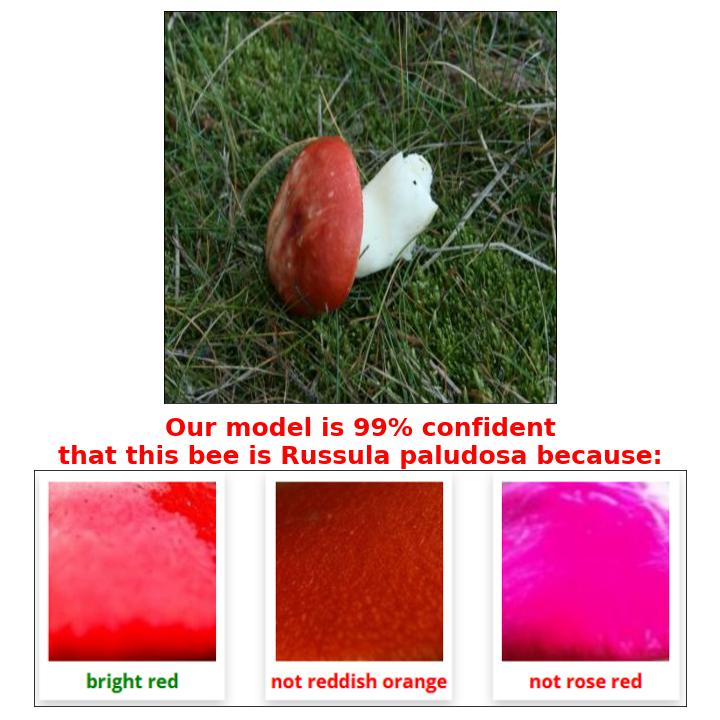 Our model is 99% confident
that this bee is Russula paludosa because:
bright red
not reddish orange
not rose red